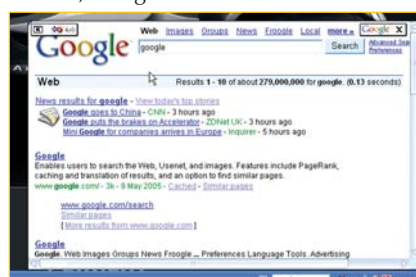 Web Images Groups News Froogle Local more »
Google X
Google
google
Search
Advanced Sea
Preferences
Web
Results 1 - 10 of about 279,000,000 for google. (0.13 seconds)
News results for google - View today's top stories
Google goes to China - CNN - 3 hours ago
Google puts the brakes on Accelerator - ZDNet UK - 3 hours ago
Mini Google for companies arrives in Europe - Inquirer - 5 hours ago
Google
Enables users to search the Web, Usenet, and images. Features include PageRank,
caching and translation of results, and an option to find similar pages.
www.google.com/ - 3k - 9 May 2005 - Cached - Similar pages
www.google.com/search
Similar pages
[ More results from www.google.com ]
Google
Google. Web Images Groups News Froogle ... Preferences Language Tools. Advertising